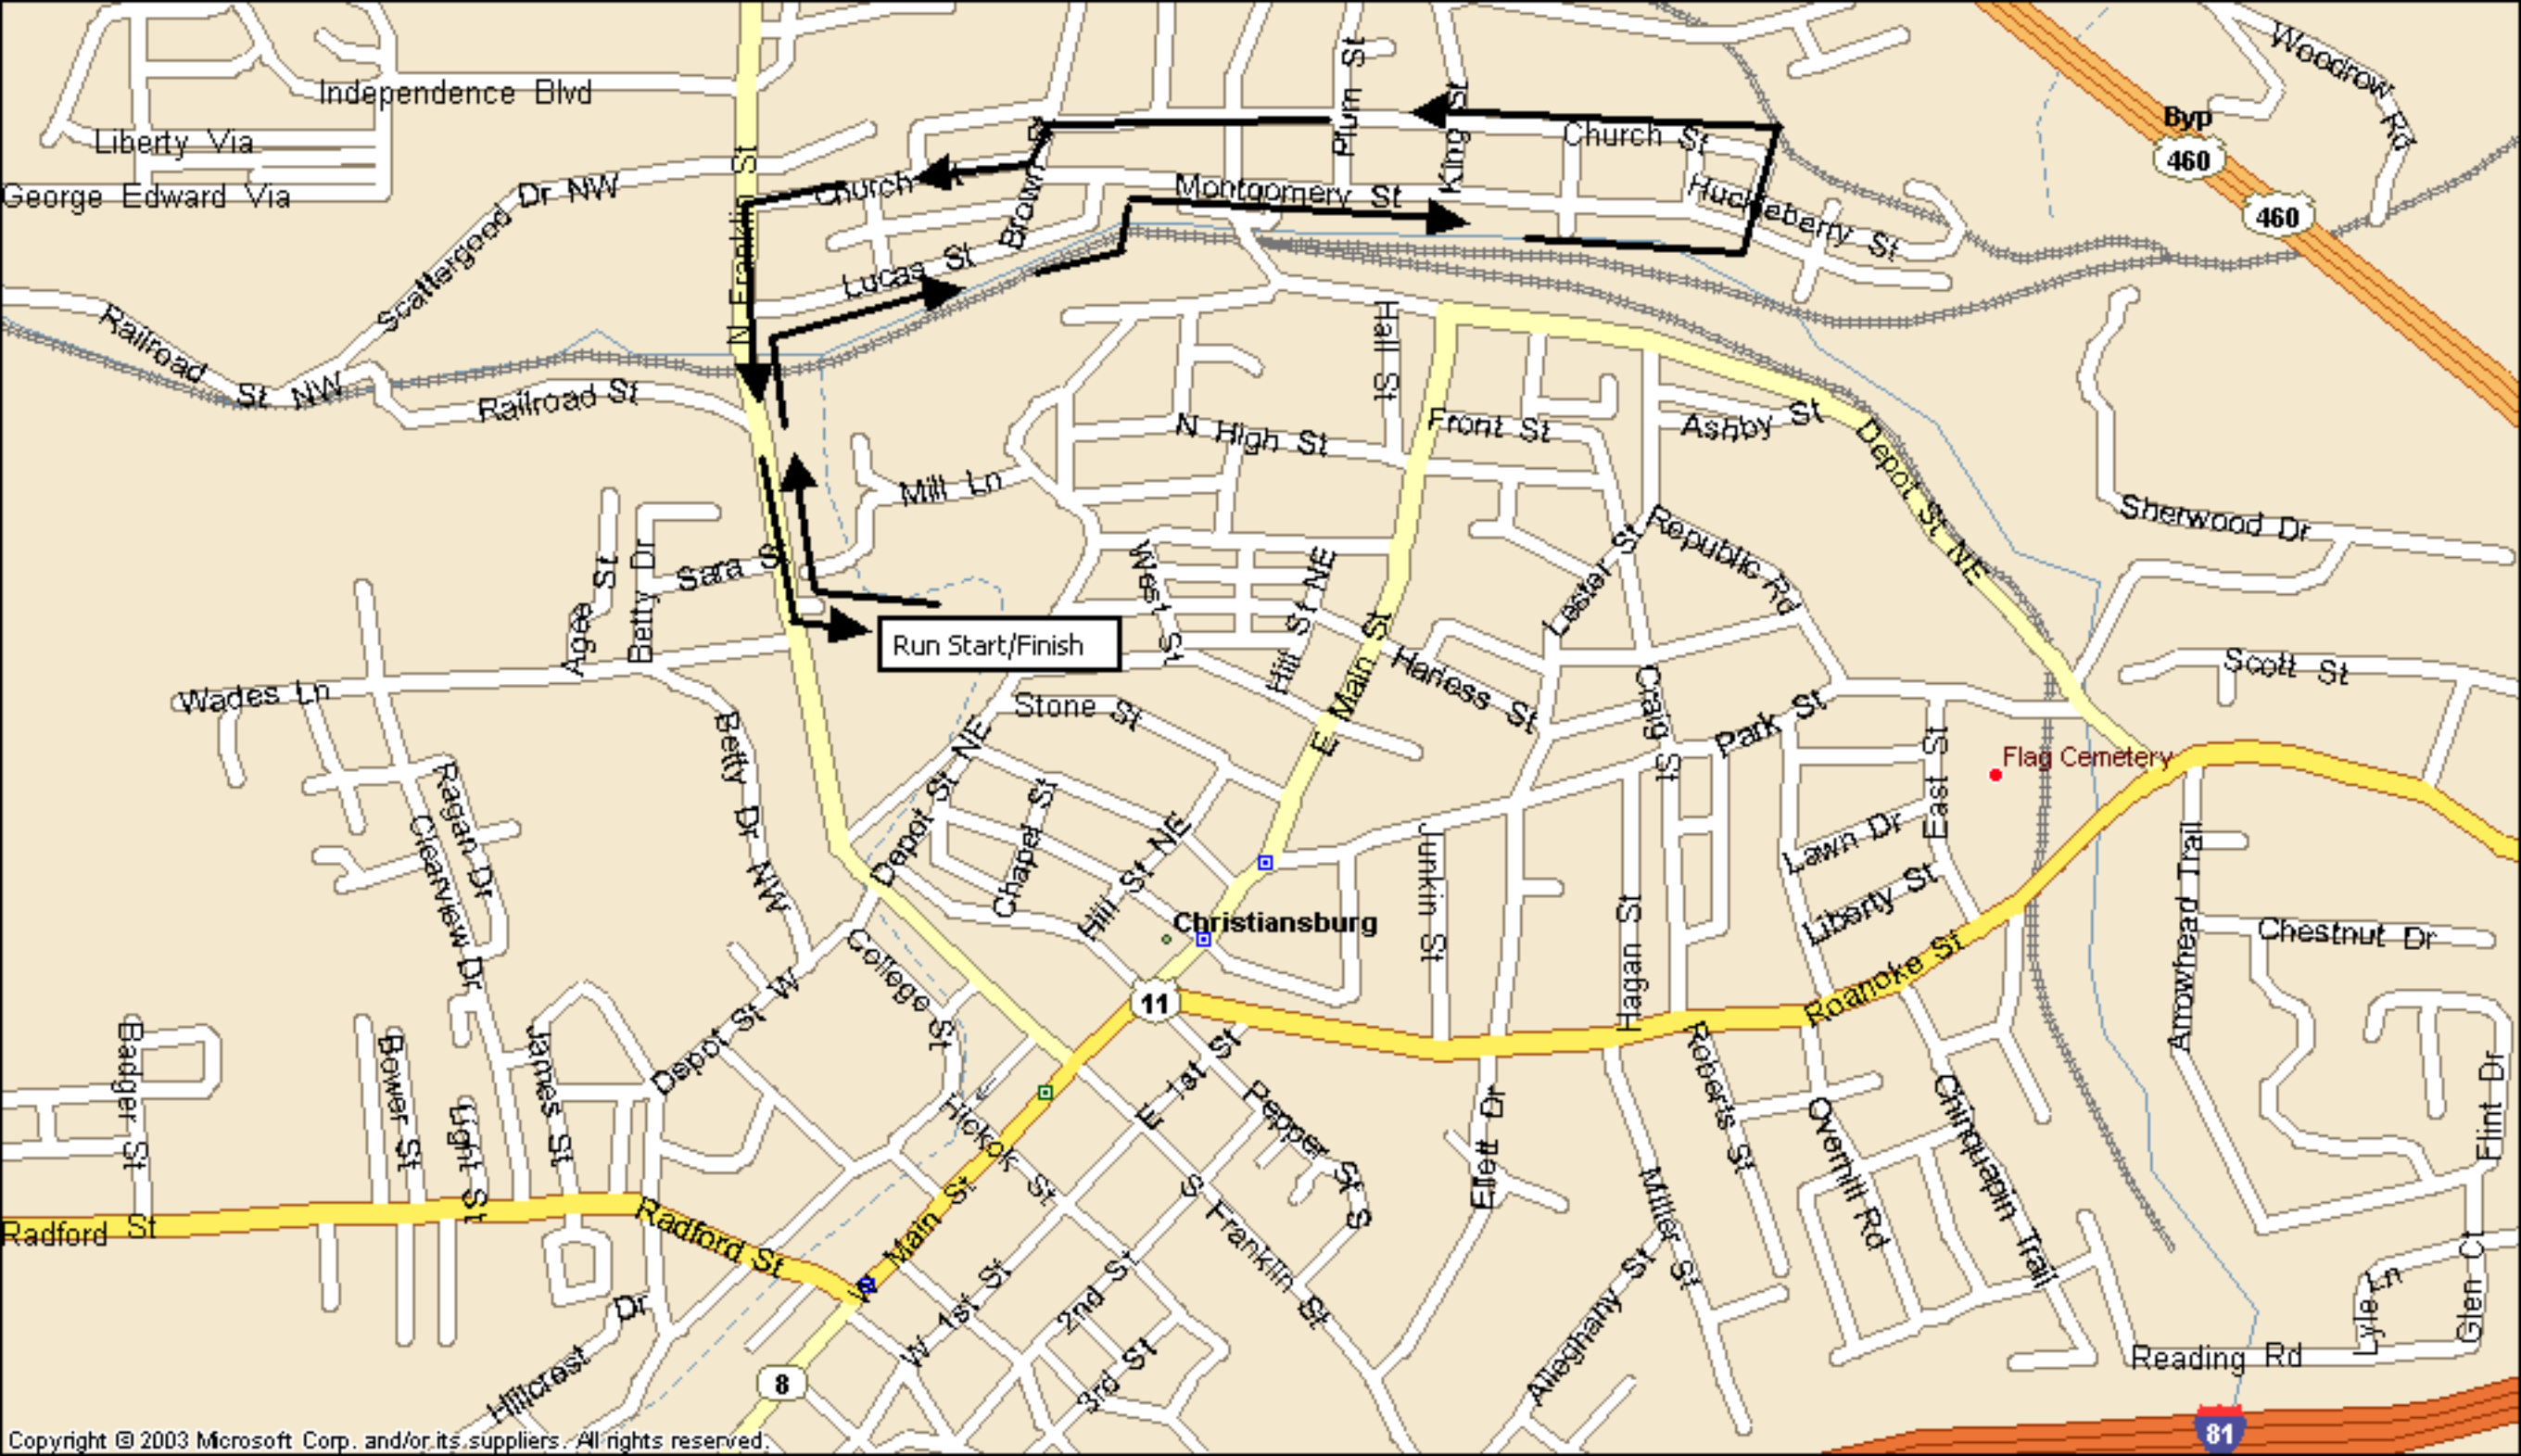 Woodrow Rd
Plum St
Independence Blvd
King St
Byp
460
Liberty Via
Church St
N Franklin St
Dr NW
Church
Montgomery St
Huckleberry St
George Edward Via
460
Brown
Scattergood
Lucas St
Railroad
St NW
Hall St
Railroad St
N High St
Front St
Ashby St
Depot St NE
Mill Ln
Sherwood Dr
Republic Rd
Agee St
Betty Dr
Sara S
West St
Hill St NE
Lester St
Run Start/Finish
Wades Ln
E Main St
Harless St
Craig St
Scott St
Stone St
Park St
Betty Dr NW
Depot St NE
Flag Cemetery
East St
Ragan Dr
Clearview Dr
Chapel St
Hill St NE
Junkin St
Lawn Dr
Arrowhead Trail
Liberty St
Christiansburg
Hagan St
Chestnut Dr
College St
Depot St W
11
Roanoke St
Badger St
Bower St
Light St
James St
E 1st St
Pepper St S
Roberts St
Flint Dr
Hickok St
Ellett Dr
Overhill Rd
Chinquapin Trail
Radford St
Radford St
W Main St
S Franklin St
Miller St
Alleghany St
W 1st St
2nd St
3rd St
Hillcrest Dr
Lyle Ln
Glen Ct
Reading Rd
8
81
Copyright © 2003 Microsoft Corp. and/or its suppliers. All rights reserved.